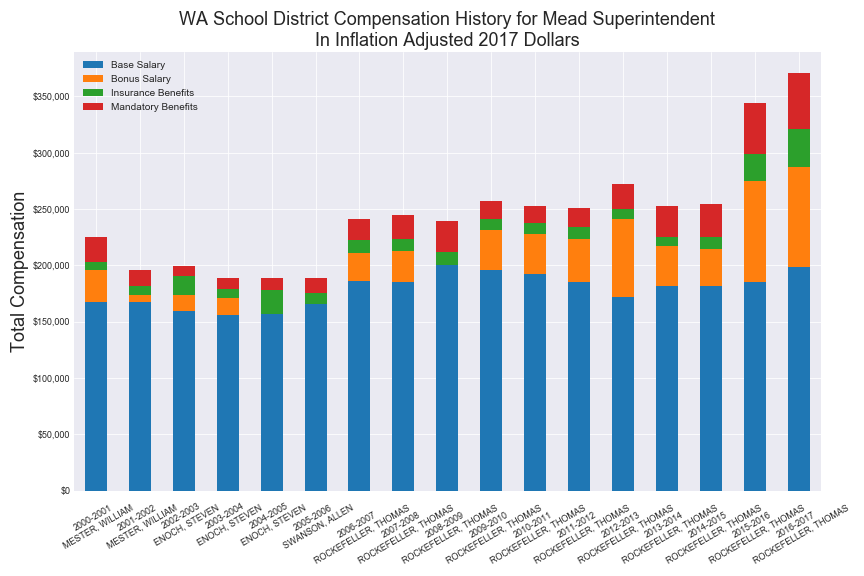 WA School District Compensation History for Mead Superintendent
In Inflation Adjusted 2017 Dollars
Base Salary
Bonus Salary
Insurance Benefits
Mandatory Benefits
Total Compensation
$350,000
$300,000
$250,000
$200,000
$150,000
$100,000
$50,000
$0
2000-2001
MESTER, WILLIAM
2001-2002
MESTER, WILLIAM
2002-2003
ENOCH, STEVEN
2003-2004
ENOCH, STEVEN
2004-2005
ENOCH, STEVEN
2005-2006
SWANSON, ALLEN
2006-2007
ROCKEFELLER, THOMAS
2007-2008
ROCKEFELLER, THOMAS
2008-2009
ROCKEFELLER, THOMAS
2009-2010
ROCKEFELLER, THOMAS
2010-2011
ROCKEFELLER, THOMAS
2011-2012
ROCKEFELLER, THOMAS
2012-2013
ROCKEFELLER, THOMAS
2013-2014
ROCKEFELLER, THOMAS
2014-2015
ROCKEFELLER, THOMAS
2015-2016
ROCKEFELLER, THOMAS
2016-2017
ROCKEFELLER, THOMAS